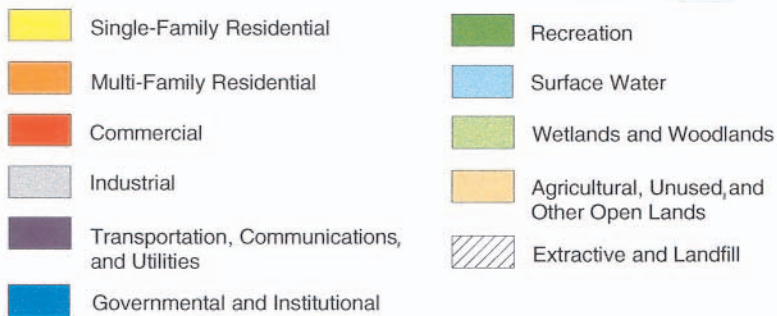 Single-Family Residential
Multi-Family Residential
Commercial
Industrial
Transportation, Communications,
and Utilities
Governmental and Institutional
Recreation
Surface Water
Wetlands and Woodlands
Agricultural, Unused, and
Other Open Lands
Extractive and Landfill